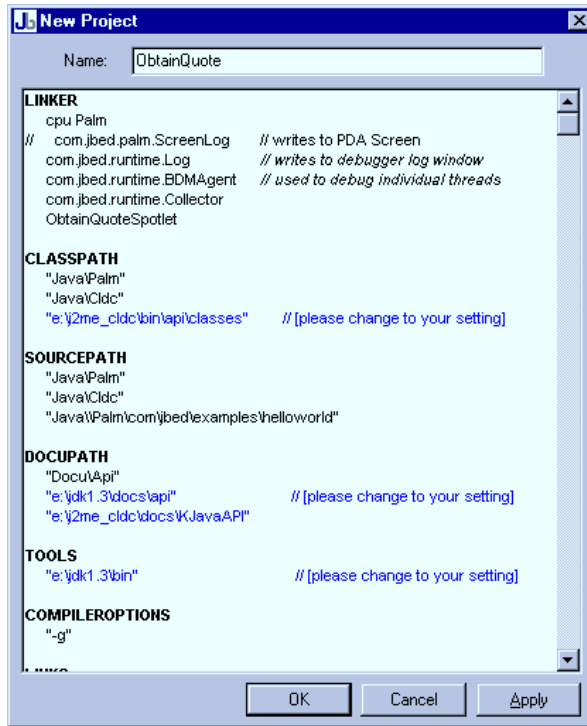 Jb New Project
Name: ObtainQuote
LINKER
cpu Palm
// com.jbed.palm.ScreenLog // writes to PDA Screen
com.jbed.runtime.Log // writes to debugger log window
com.jbed.runtime.BDMAgent // used to debug individual threads
com.jbed.runtime.Collector
ObtainQuoteSpotlet
CLASSPATH
"Java\Palm"
"Java\Cldc"
"e:\j2me_cldc\bin\api\classes" // [please change to your setting]
SOURCEPATH
"Java\Palm"
"Java\Cldc"
"Java\\Palm\com\jbed\examples\helloworld"
DOCUPATH
"Docu\Api"
"e:\jdk1.3\docs\api" // [please change to your setting]
"e:\j2me_cldc\docs\KJavaAPI"
TOOLS
"e:\jdk1.3\bin" // [please change to your setting]
COMPILEROPTIONS
"-g"
OK Cancel Apply